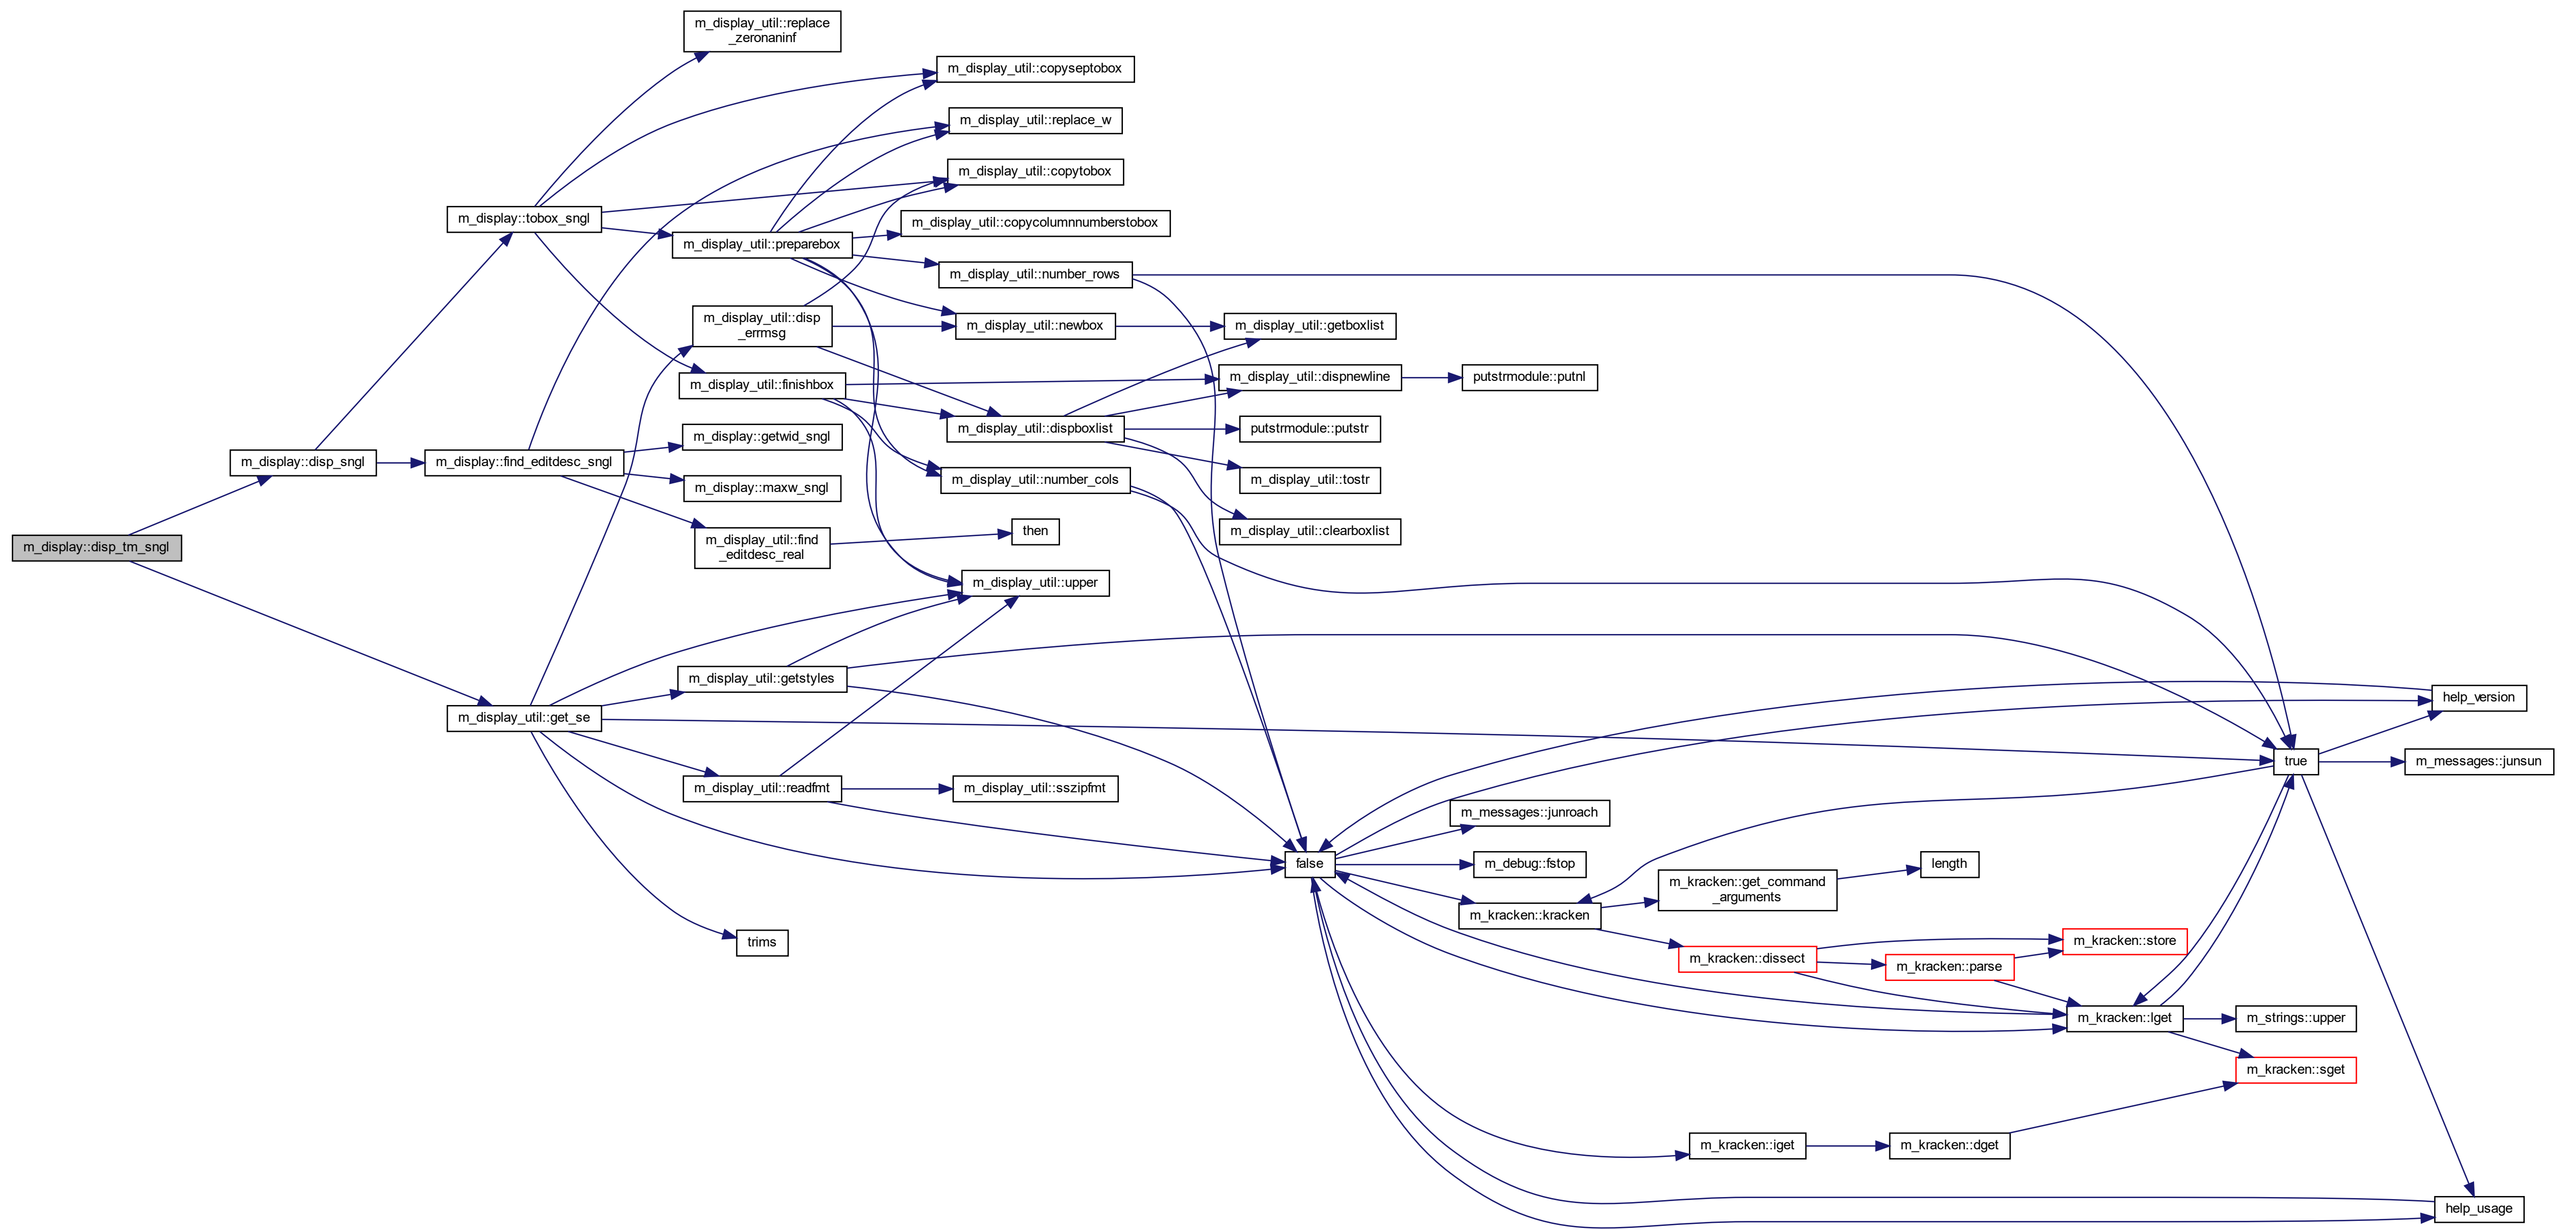 m_display_util::replace
_zeronaninf
m_display_util::copyseptobox
m_display_util::replace_w
m_display_util::copytobox
m_display::tobox_sngl
m_display_util::copycolumnnumberstobox
m_display_util::preparebox
m_display_util::number_rows
m_display_util::disp
_errmsg
m_display_util::newbox
m_display_util::getboxlist
m_display_util::finishbox
m_display_util::dispnewline
putstrmodule::putnl
m_display_util::dispboxlist
putstrmodule::putstr
m_display::getwid_sngl
m_display::disp_sngl
m_display::find_editdesc_sngl
m_display::maxw_sngl
m_display_util::number_cols
m_display_util::tostr
m_display_util::clearboxlist
then
m_display::disp_tm_sngl
m_display_util::find
_editdesc_real
m_display_util::upper
m_display_util::getstyles
help_version
m_display_util::get_se
true
m_messages::junsun
m_display_util::readfmt
m_display_util::sszipfmt
m_messages::junroach
false
m_debug::fstop
length
m_kracken::get_command
_arguments
m_kracken::kracken
trims
m_kracken::store
m_kracken::dissect
m_kracken::parse
m_kracken::lget
m_strings::upper
m_kracken::sget
m_kracken::iget
m_kracken::dget
help_usage